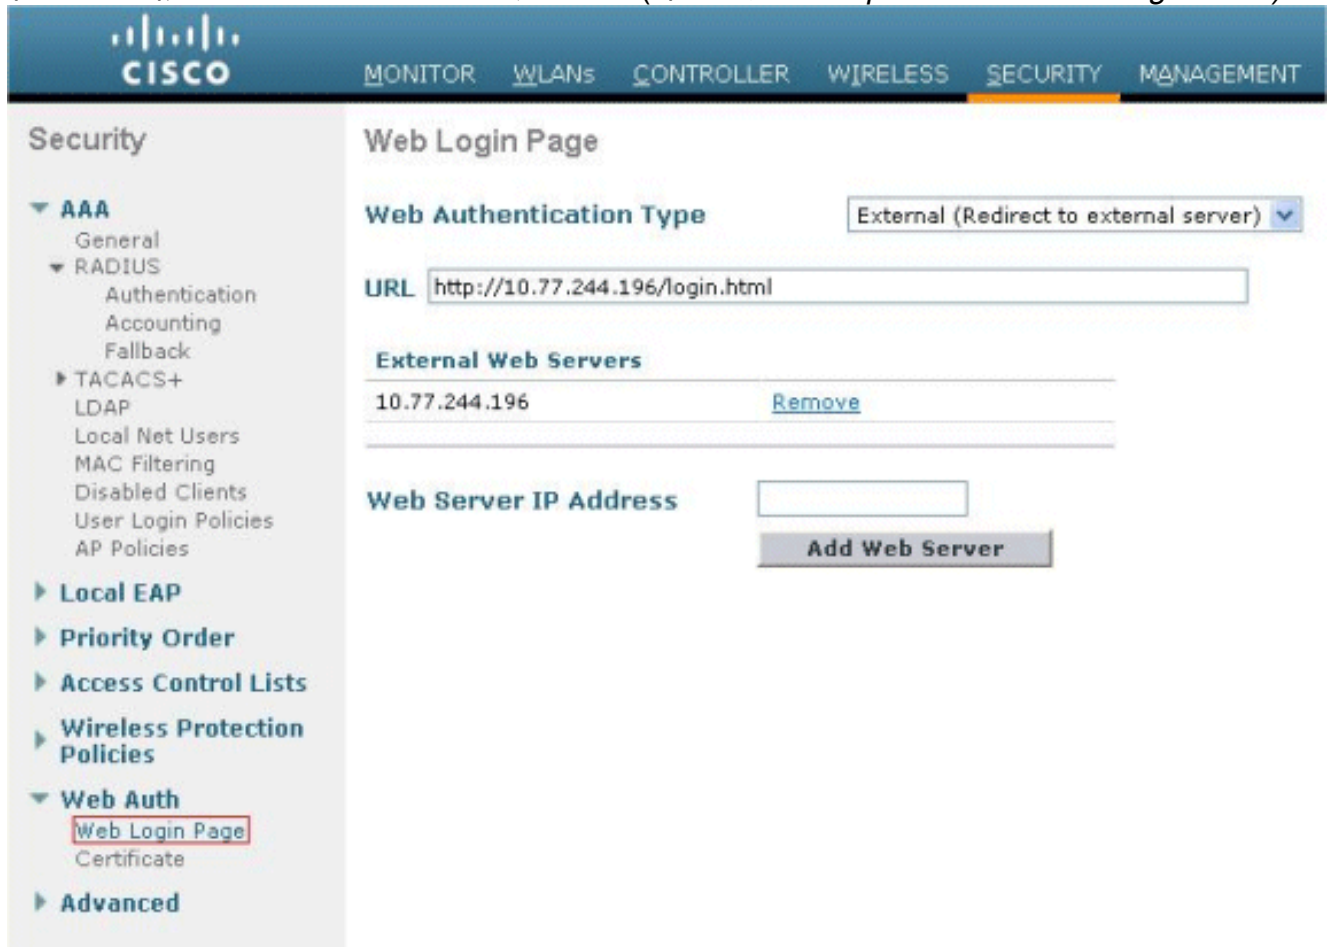 CISCO
MONITOR WLANs CONTROLLER WIRELESS SECURITY MANAGEMENT
Security
AAA
General
RADIUS
Authentication
Accounting
Fallback
TACACS+
LDAP
Local Net Users
MAC Filtering
Disabled Clients
User Login Policies
AP Policies
Local EAP
Priority Order
Access Control Lists
Wireless Protection
Policies
Web Auth
Web Login Page
Certificate
Advanced
Web Login Page
Web Authentication Type External (Redirect to external server)
URL http://10.77.244.196/login.html
External Web Servers
10.77.244.196 Remove
Web Server IP Address
Add Web Server